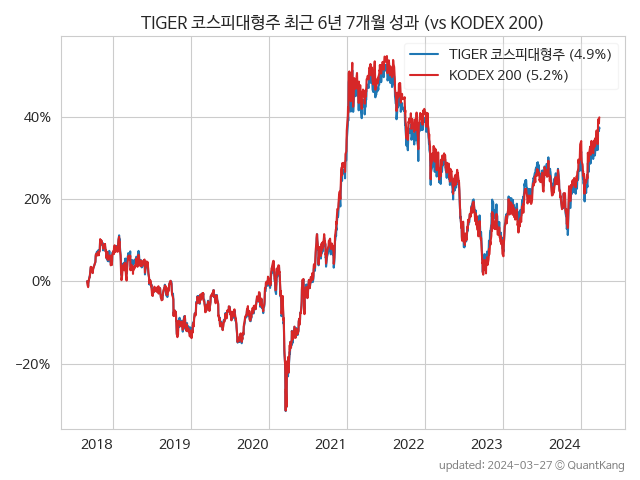 TIGER 코스피대형주 최근 6년 7개월 성과 (vs KODEX 200)
TIGER 코스피대형주 (4.9%)
KODEX 200 (5.2%)
40%
20%
0%
−20%
2018 2019 2020 2021 2022 2023 2024
updated: 2024-03-27 © QuantKang